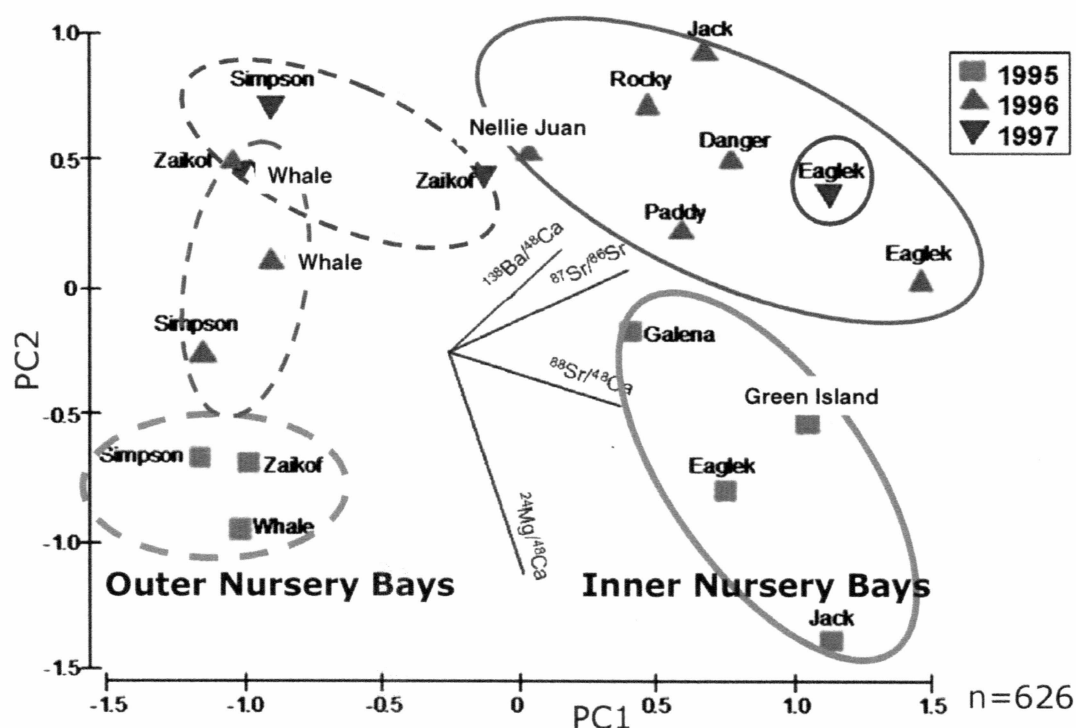 1.0
0.5
0
-0.5
-1.0
-1.5
PC2
Jack
Rocky
Simpson
Nellie Juan
Danger
Zaikof
Whale
Zaikof
Eaglek
Paddy
Whale
Eaglek
138Ba/48Ca
87Sr/86Sr
Simpson
Galena
88Sr/48Ca
Green Island
Simpson
Zaikof
Eaglek
Whale
24Mg/48Ca
Outer Nursery Bays
Inner Nursery Bays
Jack
1995
1996
1997
-1.5
-1.0
-0.5
0
0.5
1.0
1.5
PC1
n=626